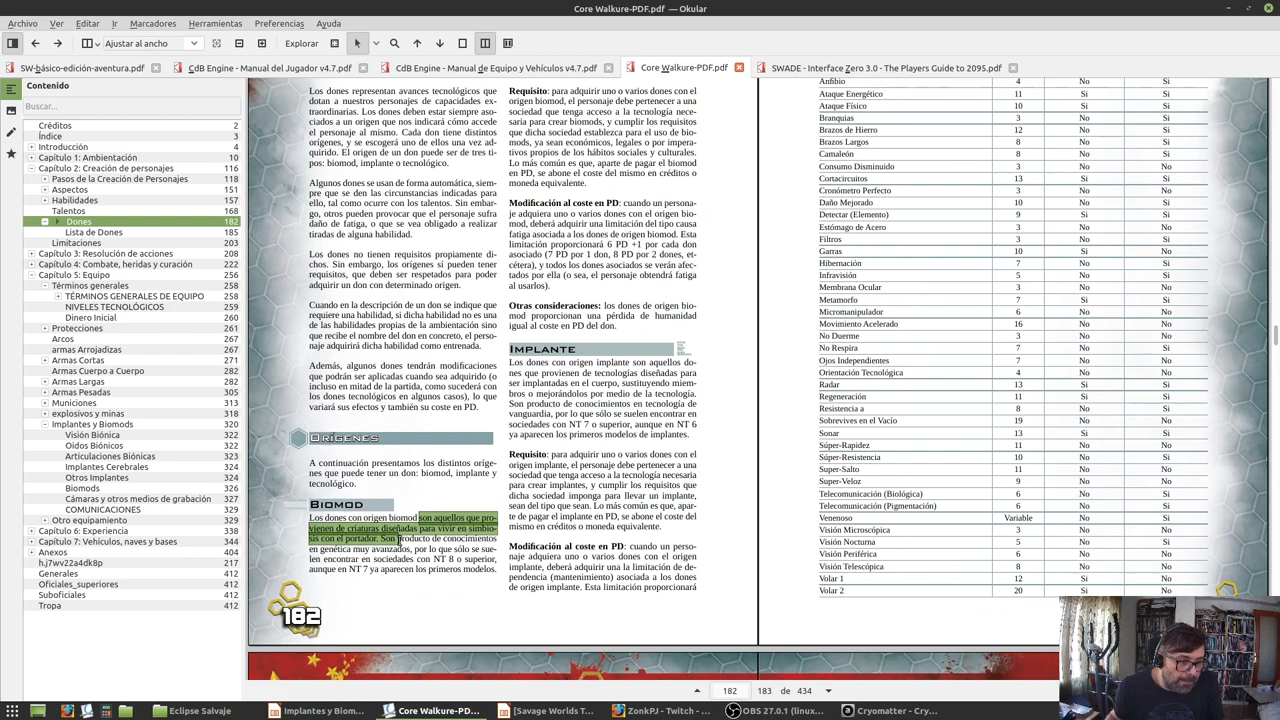 Core Walkure-PDF.pdf — Okular
Archivo Ver Editar Ir Marcadores Herramientas Preferencias Ayuda
Ajustar al ancho Explorar
SW-básico-edición-aventura.pdf CdB Engine - Manual del Jugador v4.7.pdf CdB Engine - Manual de Equipo y Vehículos v4.7.pdf Core Walkure-PDF.pdf SWADE - Interface Zero 3.0 - The Players Guide to 2095.pdf
Contenido
Buscar...
Créditos 2
Índice 3
Introducción 4
Capítulo 1: Ambientación 10
Capítulo 2: Creación de personajes 116
Pasos de la Creación de Personajes 118
Aspectos 151
Habilidades 157
Talentos 168
Dones 182
Lista de Dones 185
Limitaciones 203
Capítulo 3: Resolución de acciones 208
Capítulo 4: Combate, heridas y curación 222
Capítulo 5: Equipo 256
Términos generales 258
TÉRMINOS GENERALES DE EQUIPO 258
NIVELES TECNOLÓGICOS 259
Dinero Inicial 260
Protecciones 261
Arcos 267
armas Arrojadizas 267
Armas Cortas 271
Armas Cuerpo a Cuerpo 282
Armas Largas 282
Armas Pesadas 305
Municiones 313
explosivos y minas 318
Implantes y Biomods 320
Visión Biónica 322
Oídos Biónicos 322
Articulaciones Biónicas 323
Implantes Cerebrales 324
Otros Implantes 324
Biomods 324
Cámaras y otros medios de grabación 327
COMUNICACIONES 329
Otro equipamiento 329
Capítulo 6: Experiencia 330
Capítulo 7: Vehículos, naves y bases 344
Anexos 404
h.j7wv22a4dk8p 217
Generales 412
Oficiales_superiores 412
Suboficiales 412
Tropa 412
Los dones representan avances tecnológicos que
dotan a nuestros personajes de capacidades ex-
traordinarias. Los dones deben estar siempre aso-
ciados a un origen que nos indicará cómo accede
el personaje al mismo. Cada don tiene distintos
orígenes, y se escogerá uno de ellos una vez ad-
quirido. El origen de un don puede ser de tres ti-
pos: biomod, implante o tecnológico.
Algunos dones se usan de forma automática, siem-
pre que se den las circunstancias indicadas para
ello, tal como ocurre con los talentos. Sin embar-
go, otros pueden provocar que el personaje sufra
daño de fatiga, o que se vea obligado a realizar
tiradas de alguna habilidad.
Los dones no tienen requisitos propiamente di-
chos. Sin embargo, los orígenes sí pueden tener
requisitos, que deben ser respetados para poder
adquirir un don con determinado origen.
Cuando en la descripción de un don se indique que
requiere una habilidad, si dicha habilidad no es una
de las habilidades propias de la ambientación sino
que recibe el nombre del don en concreto, el perso-
naje adquirirá dicha habilidad como entrenada.
Además, algunos dones tendrán modificaciones
que podrán ser aplicadas cuando sea adquirido (o
incluso en mitad de la partida, como sucederá con
los dones tecnológicos en algunos casos), lo que
variará sus efectos y también su coste en PD.
Orígenes
A continuación presentamos los distintos oríge-
nes que puede tener un don: biomod, implante y
tecnológico.
Biomod
Los dones con origen biomod son aquellos que pro-
vienen de criaturas diseñadas para vivir en simbio-
sis con el portador. Son producto de conocimientos
en genética muy avanzados, por lo que sólo se sue-
len encontrar en sociedades con NT 8 o superior,
aunque en NT 7 ya aparecen los primeros modelos.
182
Requisito: para adquirir uno o varios dones con el
origen biomod, el personaje debe pertenecer a una
sociedad que tenga acceso a la tecnología nece-
saria para crear biomods, y cumplir los requisitos
que dicha sociedad establezca para el uso de bio-
mods, ya sean económicos, legales o por impera-
tivos propios de los hábitos sociales y culturales.
Lo más común es que, aparte de pagar el biomod
en PD, se abone el coste del mismo en créditos o
moneda equivalente.
Modificación al coste en PD: cuando un persona-
je adquiera uno o varios dones con el origen bio-
mod, deberá adquirir una limitación del tipo causa
fatiga asociada a los dones de origen biomod. Esta
limitación proporcionará 6 PD +1 por cada don
asociado (7 PD por 1 don, 8 PD por 2 dones, et-
cétera), y todos los dones asociados se verán afec-
tados por ella (o sea, el personaje obtendrá fatiga
al usarlos).
Otras consideraciones: los dones de origen bio-
mod proporcionan una pérdida de humanidad
igual al coste en PD del don.
Implante
Los dones con origen implante son aquellos do-
nes que provienen de tecnologías diseñadas para
ser implantadas en el cuerpo, sustituyendo miem-
bros o mejorándolos por medio de la tecnología.
Son producto de conocimientos en tecnología de
vanguardia, por lo que sólo se suelen encontrar en
sociedades con NT 7 o superior, aunque en NT 6
ya aparecen los primeros modelos de implantes.
Requisito: para adquirir uno o varios dones con el
origen implante, el personaje debe pertenecer a una
sociedad que tenga acceso a la tecnología necesaria
para crear implantes, y cumplir los requisitos que
dicha sociedad imponga para llevar un implante,
sean del tipo que sean. Lo más común es que, apar-
te de pagar el implante en PD, se abone el coste del
mismo en créditos o moneda equivalente.
Modificación al coste en PD: cuando un perso-
naje adquiera uno o varios dones con el origen
implante, deberá adquirir una la limitación de de-
pendencia (mantenimiento) asociada a los dones
de origen implante. Esta limitación proporcionará
Anfibio 4 No Si
Ataque Energético 11 Si Si
Ataque Físico 10 Si Si
Branquias 3 No No
Brazos de Hierro 12 No No
Brazos Largos 8 No No
Camaleón 8 No No
Consumo Disminuido 3 No No
Cortacircuitos 13 Si Si
Cronómetro Perfecto 3 No No
Daño Mejorado 10 No Si
Detectar (Elemento) 9 Si Si
Estómago de Acero 3 No No
Filtros 3 No Si
Garras 10 Si Si
Hibernación 7 No No
Infravisión 5 No No
Membrana Ocular 3 No No
Metamorfo 7 Si Si
Micromanipulador 6 No Si
Movimiento Acelerado 16 No No
No Duerme 3 No No
No Respira 7 No Si
Ojos Independientes 7 No No
Orientación Tecnológica 4 No No
Radar 13 Si Si
Regeneración 11 No Si
Resistencia a 8 No Si
Sobrevives en el Vacío 19 No No
Sonar 13 Si Si
Súper-Rapidez 11 No No
Súper-Resistencia 10 No Si
Super-Salto 11 No No
Super-Veloz 9 No No
Telecomunicación (Biológica) 6 No Si
Telecomunicación (Pigmentación) 6 No Si
Venenoso Variable No Si
Visión Microscópica 3 No No
Visión Nocturna 5 No No
Visión Periférica 6 No No
Visión Telescópica 8 No No
Volar 1 12 Si No
Volar 2 20 Si No
182 183 de 434
Eclipse Salvaje Implantes y Biom... Core Walkure-PD... [Savage Worlds T... ZonkPJ - Twitch - ... OBS 27.0.1 (linux... Cryomatter - Cry...